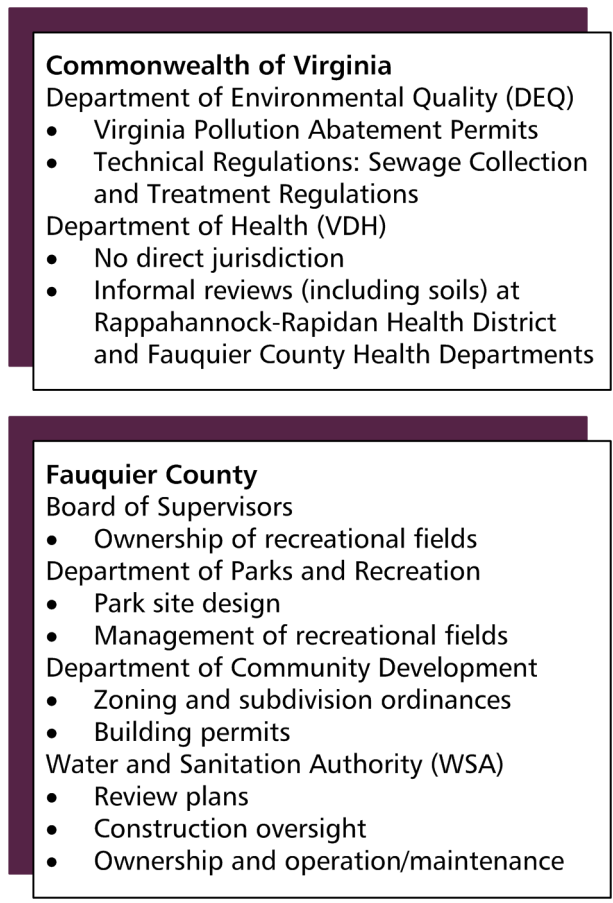 Commonwealth of Virginia
Department of Environmental Quality (DEQ)
• Virginia Pollution Abatement Permits
• Technical Regulations: Sewage Collection
and Treatment Regulations
Department of Health (VDH)
• No direct jurisdiction
• Informal reviews (including soils) at
Rappahannock-Rapidan Health District
and Fauquier County Health Departments
Fauquier County
Board of Supervisors
• Ownership of recreational fields
Department of Parks and Recreation
• Park site design
• Management of recreational fields
Department of Community Development
• Zoning and subdivision ordinances
• Building permits
Water and Sanitation Authority (WSA)
• Review plans
• Construction oversight
• Ownership and operation/maintenance